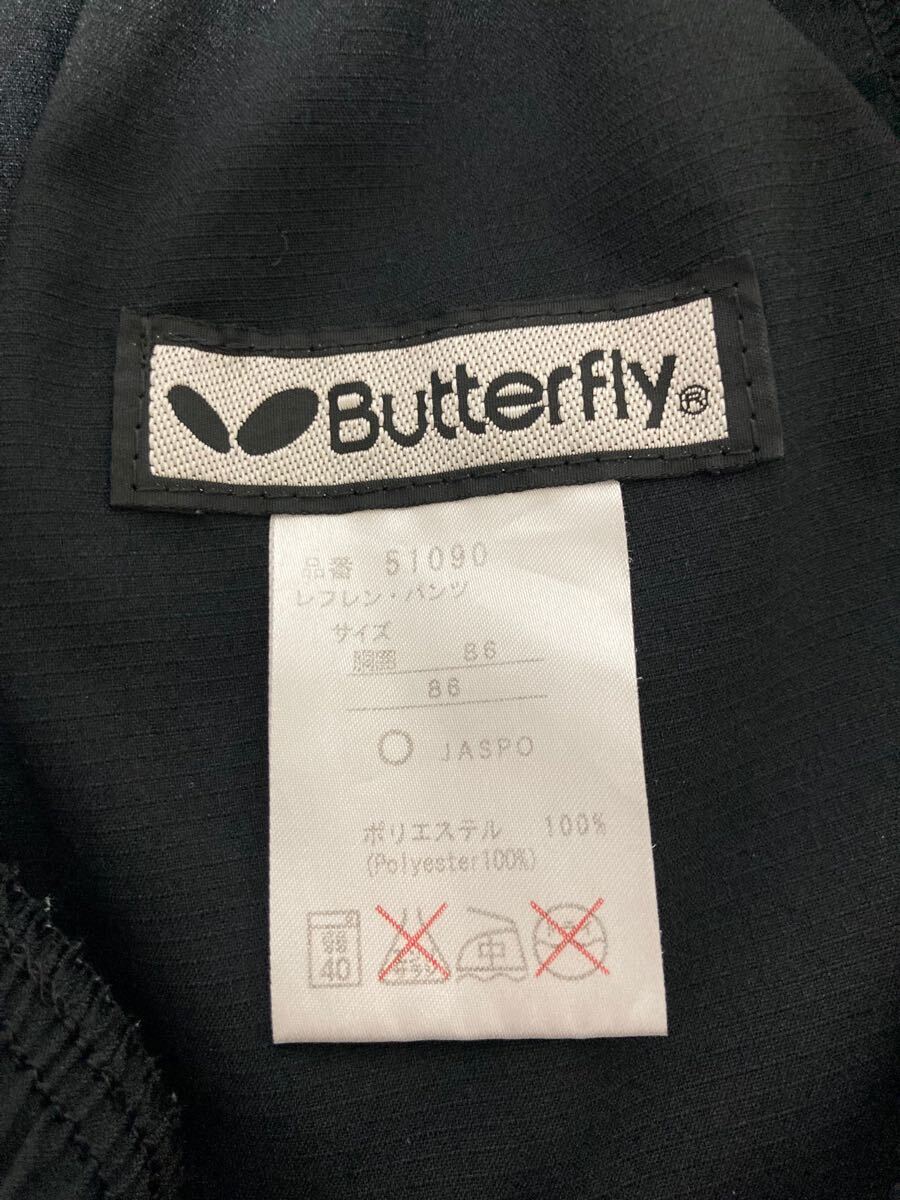 Butterfly®
品番 51090
レフレン・パンツ
サイズ
胴囲 86
86
JASPO
ポリエステル 100%
(Polyester100%)
40 中